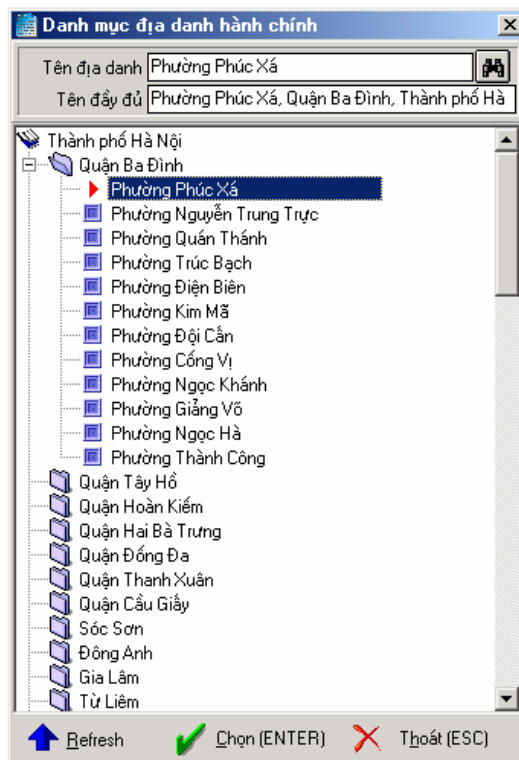 Danh mục địa danh hành chính
Tên địa danh Phường Phúc Xá
Tên đầy đủ Phường Phúc Xá, Quận Ba Đình, Thành phố Hà
Thành phố Hà Nội
Quận Ba Đình
Phường Phúc Xá
Phường Nguyễn Trung Trực
Phường Quán Thánh
Phường Trúc Bạch
Phường Điện Biên
Phường Kim Mã
Phường Đội Cấn
Phường Cống Vị
Phường Ngọc Khánh
Phường Giảng Võ
Phường Ngọc Hà
Phường Thành Công
Quận Tây Hồ
Quận Hoàn Kiếm
Quận Hai Bà Trưng
Quận Đống Đa
Quận Thanh Xuân
Quận Cầu Giấy
Sóc Sơn
Đông Anh
Gia Lâm
Từ Liêm
Refresh Chọn (ENTER) Thoát (ESC)